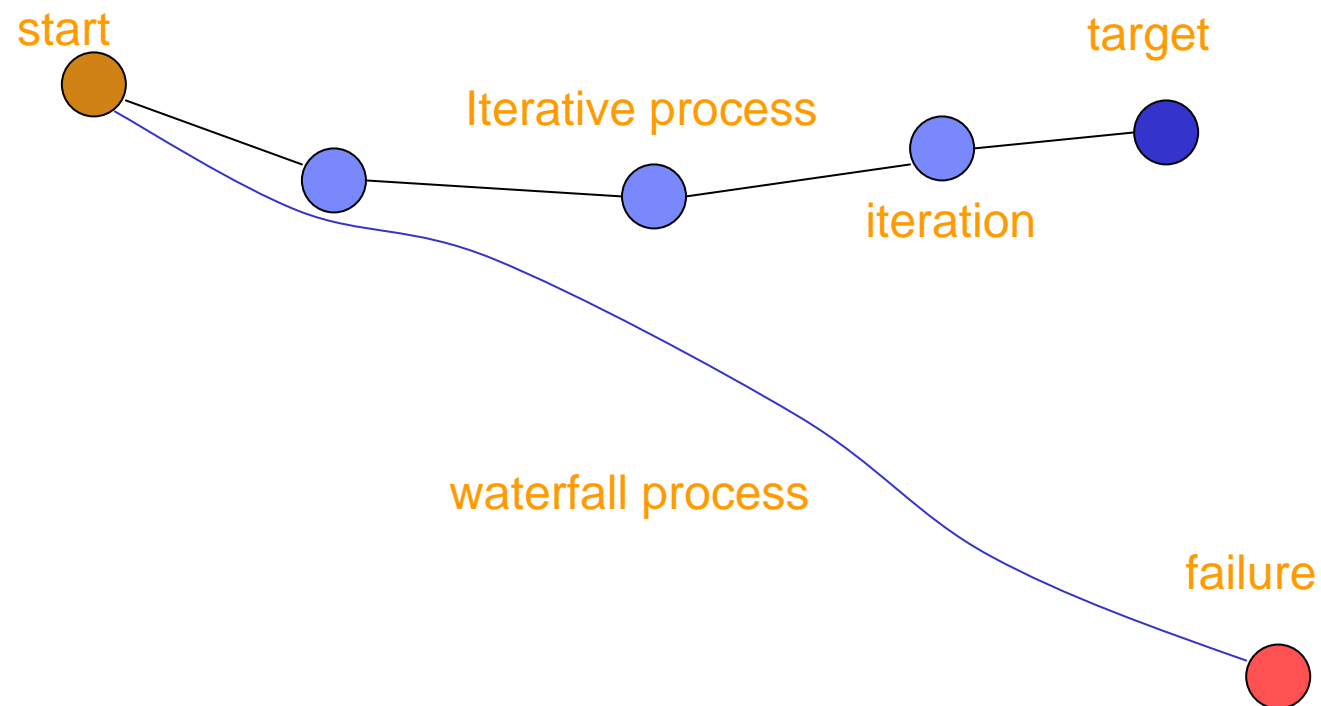 start
target
Iterative process
iteration
waterfall process
failure